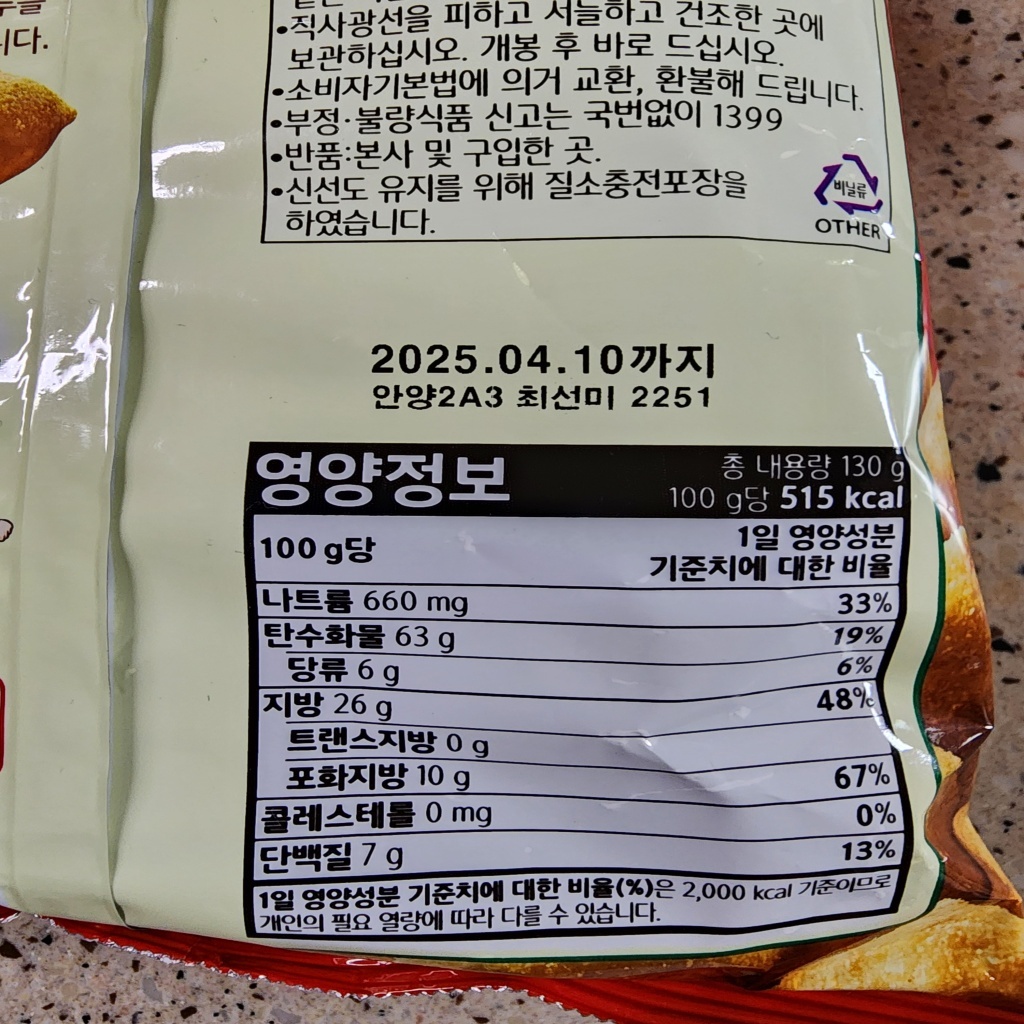 니다.
•직사광선을 피하고 서늘하고 건조한 곳에
보관하십시오. 개봉 후 바로 드십시오.
•소비자기본법에 의거 교환, 환불해 드립니다.
•부정·불량식품 신고는 국번없이 1399
•반품:본사 및 구입한 곳.
•신선도 유지를 위해 질소충전포장을
하였습니다.
비닐류
OTHER
2025.04.10까지
안양2A3 최선미 2251
영양정보
총 내용량 130 g
100 g당 515 kcal
100 g당
1일 영양성분
기준치에 대한 비율
나트륨 660 mg 33%
탄수화물 63 g 19%
당류 6 g 6%
지방 26 g 48%
트랜스지방 0 g
포화지방 10 g 67%
콜레스테롤 0 mg 0%
단백질 7 g 13%
1일 영양성분 기준치에 대한 비율(%)은 2,000 kcal 기준이므로
개인의 필요 열량에 따라 다를 수 있습니다.